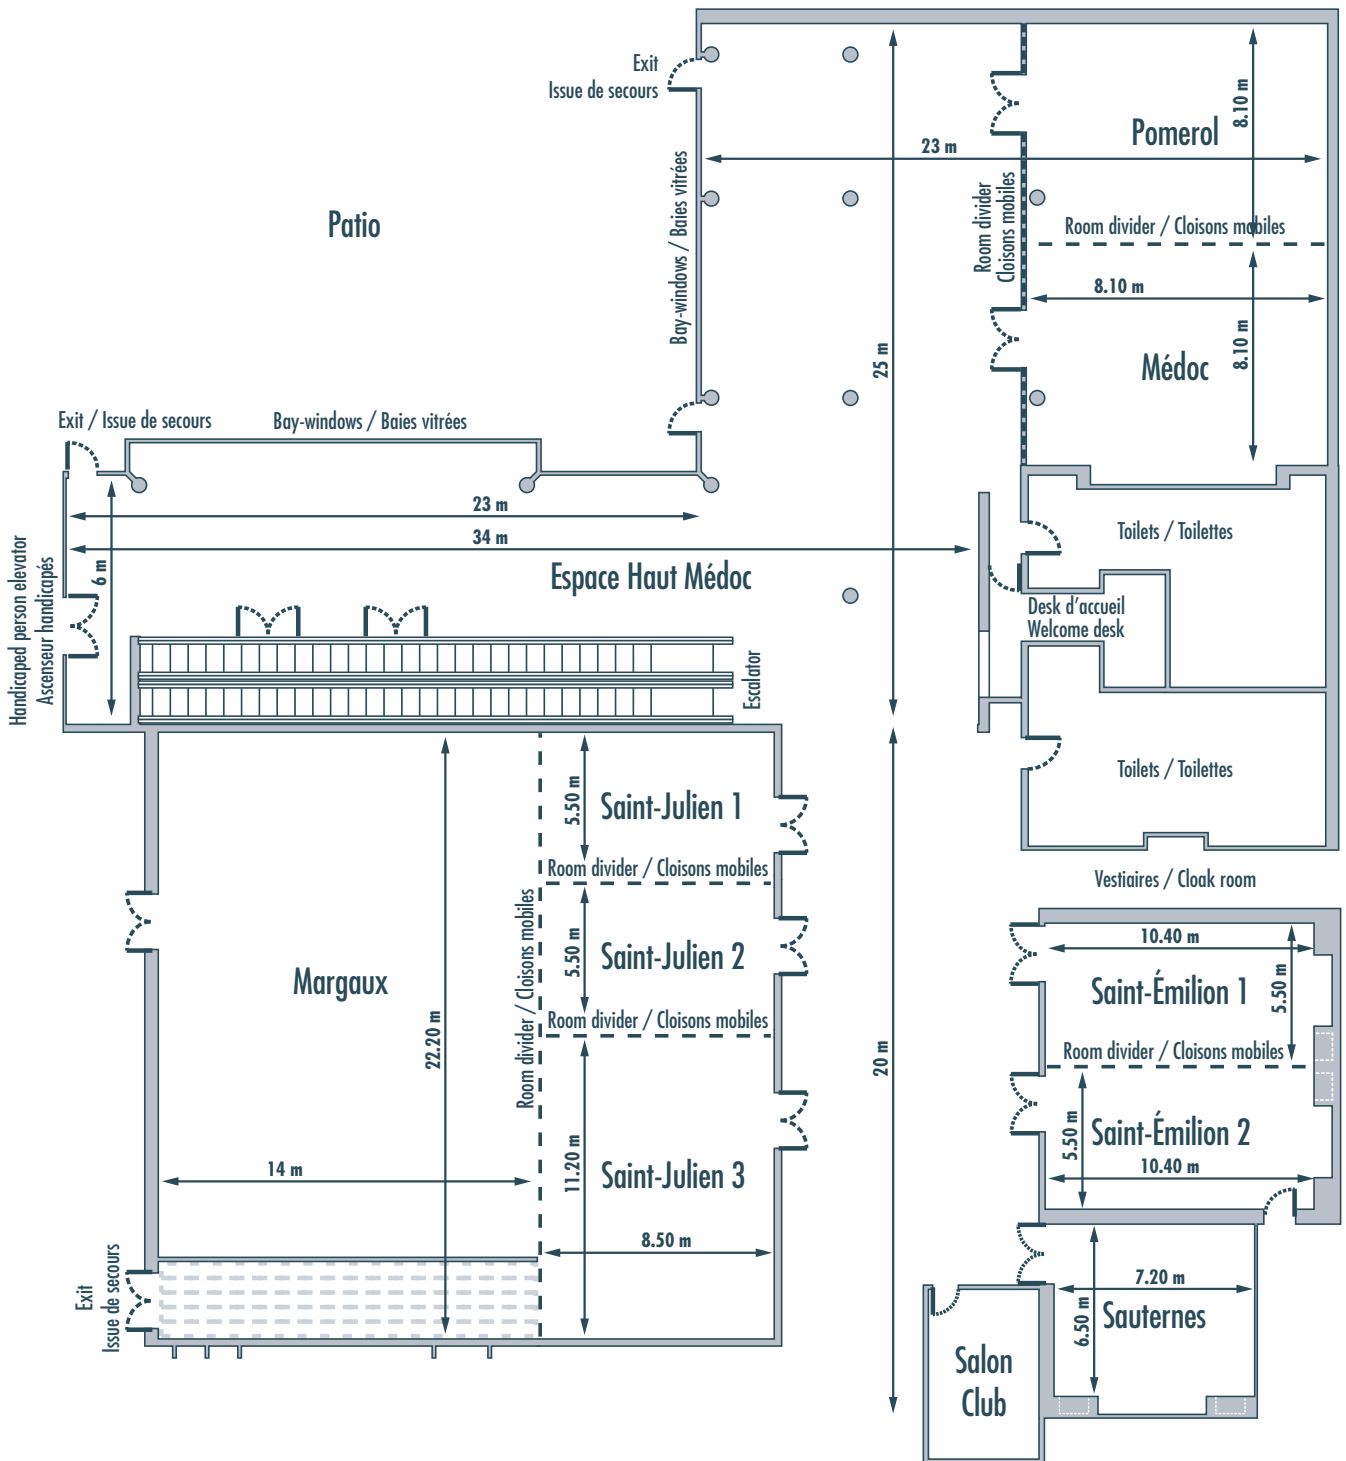 Exit
Issue de secours
8.10 m
Pomerol
23 m
Bay-windows / Baies vitrées
Room divider
Cloisons mobiles
Patio
Room divider / Cloisons mobiles
8.10 m
25 m
8.10 m
Médoc
Exit / Issue de secours
Bay-windows / Baies vitrées
23 m
34 m
Toilets / Toilettes
Handicaped person elevator
Ascenseur handicapés
6 m
Espace Haut Médoc
Desk d'accueil
Welcome desk
Escalator
5.50 m
Saint-Julien 1
Toilets / Toilettes
Room divider / Cloisons mobiles
Vestiaires / Cloak room
Room divider / Cloisons mobiles
5.50 m
Saint-Julien 2
10.40 m
Margaux
Saint-Émilion 1
5.50 m
Room divider / Cloisons mobiles
22.20 m
20 m
Room divider / Cloisons mobiles
5.50 m
Saint-Émilion 2
14 m
11.20 m
Saint-Julien 3
10.40 m
8.50 m
Exit
Issue de secours
7.20 m
6.50 m
Sauternes
Salon
Club